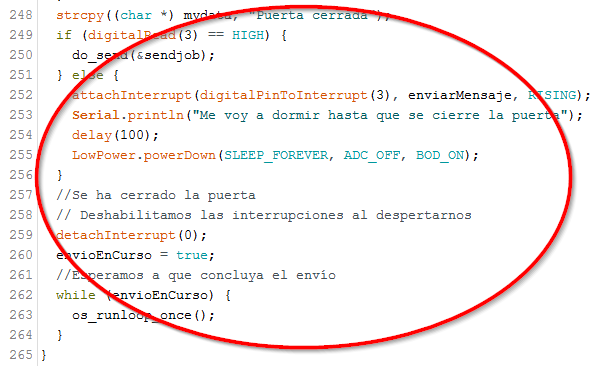 248 strcpy((char *) mydata, "Puerta cerrada");
249 if (digitalRead(3) == HIGH) {
250 do_send(&sendjob);
251 } else {
252 attachInterrupt(digitalPinToInterrupt(3), enviarMensaje, RISING);
253 Serial.println("Me voy a dormir hasta que se cierre la puerta");
254 delay(100);
255 LowPower.powerDown(SLEEP_FOREVER, ADC_OFF, BOD_ON);
256 }
257 //Se ha cerrado la puerta
258 // Deshabilitamos las interrupciones al despertarnos
259 detachInterrupt(0);
260 envioEnCurso = true;
261 //Esperamos a que concluya el envío
262 while (envioEnCurso) {
263 os_runloop_once();
264 }
265 }